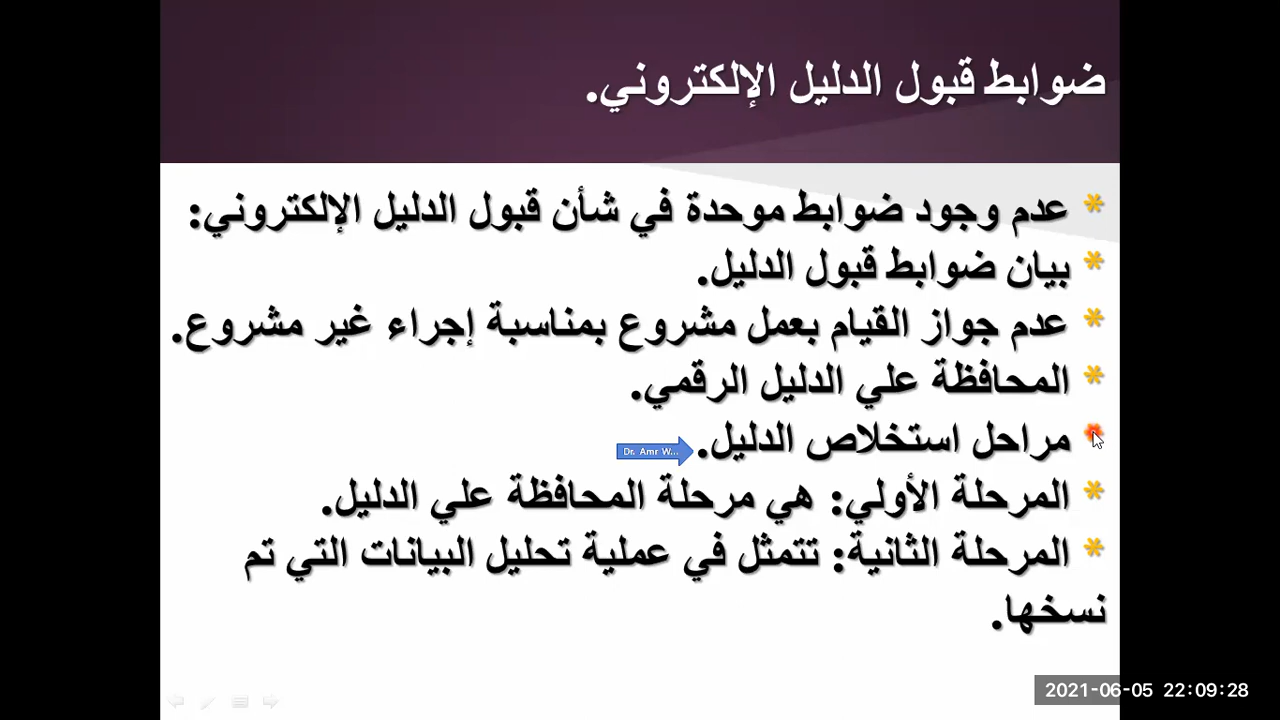 ضوابط قبول الدليل الإلكتروني.
* عدم وجود ضوابط موحدة في شأن قبول الدليل الإلكتروني:
* بيان ضوابط قبول الدليل.
* عدم جواز القيام بعمل مشروع بمناسبة إجراء غير مشروع.
* المحافظة علي الدليل الرقمي.
* مراحل استخلاص الدليل.
Dr. Amr W...
* المرحلة الأولي: هي مرحلة المحافظة علي الدليل.
* المرحلة الثانية: تتمثل في عملية تحليل البيانات التي تم
نسخها.
2021-06-05 22:09:28